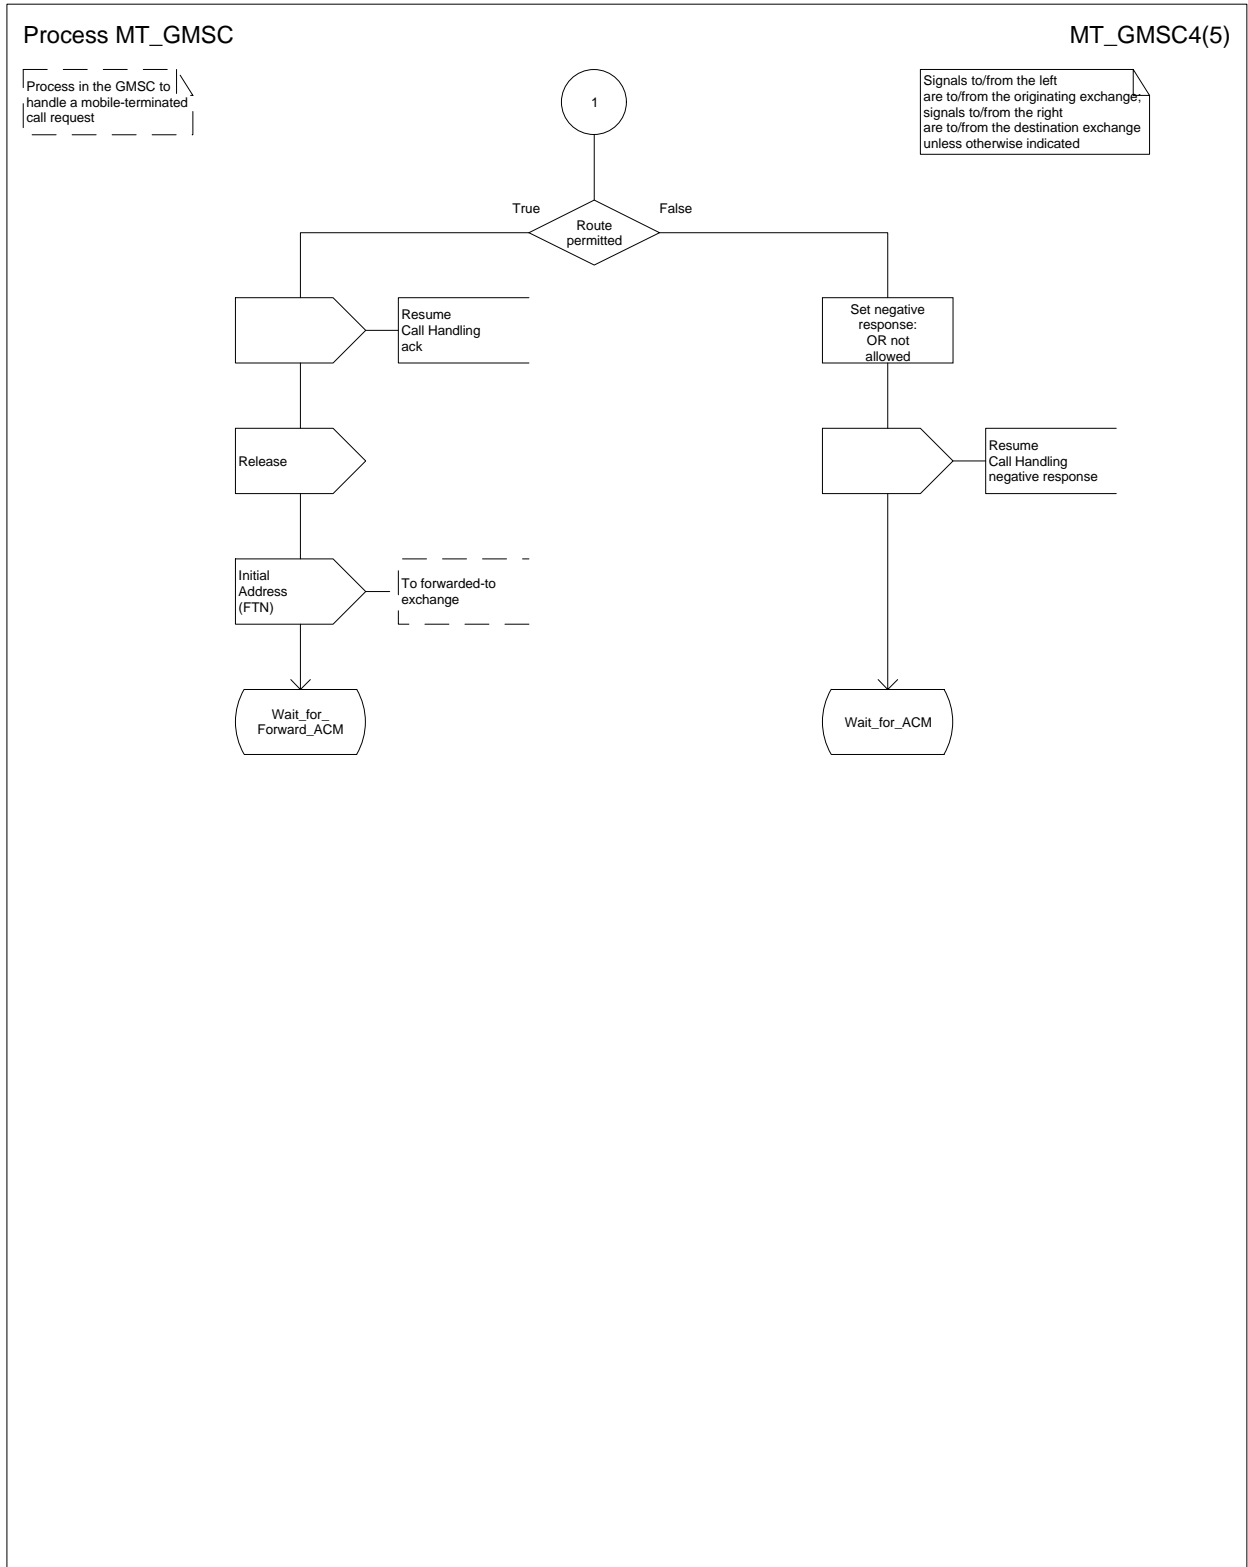 Process MT_GMSC
MT_GMSC4(5)
Process in the GMSC to
handle a mobile-terminated
call request
Signals to/from the left
are to/from the originating exchange;
signals to/from the right
are to/from the destination exchange
unless otherwise indicated
1
True
False
Route
permitted
Resume
Call Handling
ack
Set negative
response:
OR not
allowed
Release
Resume
Call Handling
negative response
Initial
Address
(FTN)
To forwarded-to
exchange
Wait_for_
Forward_ACM
Wait_for_ACM